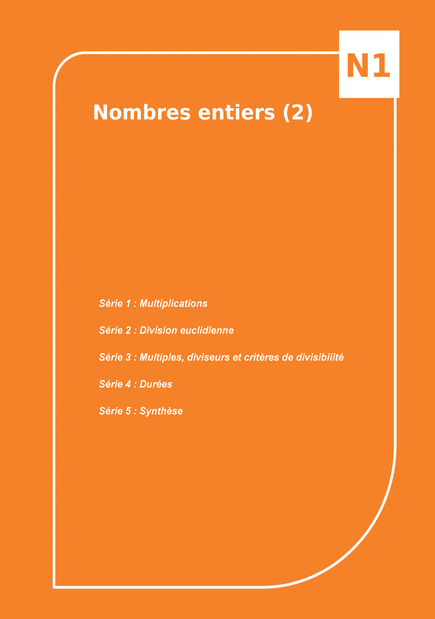 N1
Nombres entiers (2)
Série 1 : Multiplications
Série 2 : Division euclidienne
Série 3 : Multiples, diviseurs et critères de divisibilité
Série 4 : Durées
Série 5 : Synthèse